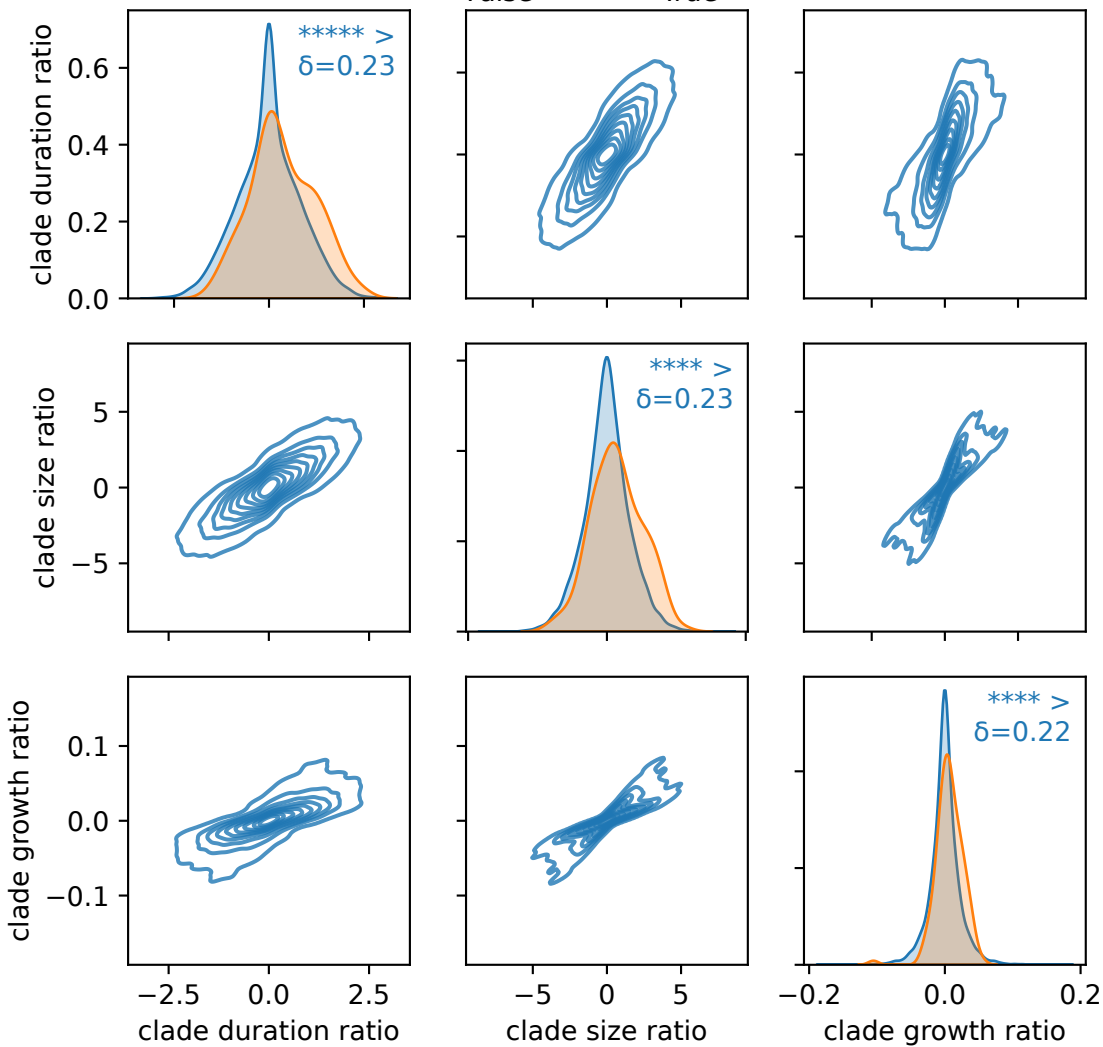 ***** >
δ=0.23
clade duration ratio
0.6
0.4
0.2
0.0
**** >
δ=0.23
clade size ratio
5
0
−5
**** >
δ=0.22
clade growth ratio
0.1
0.0
−0.1
−2.5 0.0 2.5
−5 0 5
−0.2 0.0 0.2
clade duration ratio
clade size ratio
clade growth ratio